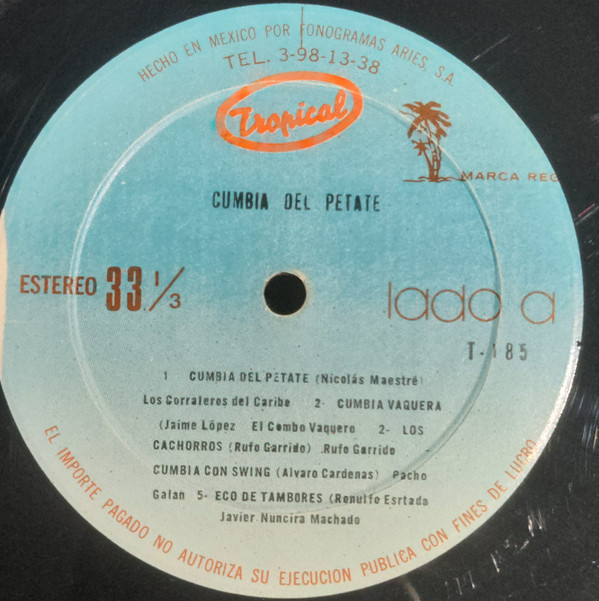 HECHO EN MEXICO POR FONOGRAMAS ARIES, S.A.
TEL. 3-98-13-38
Tropical
MARCA REG
CUMBIA DEL PETATE
ESTEREO 33 1/3
lado a
T-185
1 CUMBIA DEL PETATE (Nicolás Maestré)
Los Corraleros del Caribe 2- CUMBIA VAQUERA
(Jaime López El Combo Vaquero 2- LOS
CACHORROS (Rufo Garrido) .Rufo Garrido
CUMBIA CON SWING (Alvaro Cardenas) Pacho
Galan 5- ECO DE TAMBORES (Ronulfo Esrtada
Javier Nuncira Machado
EL IMPORTE PAGADO NO AUTORIZA SU EJECUCION PUBLICA CON FINES DE LUCRO.